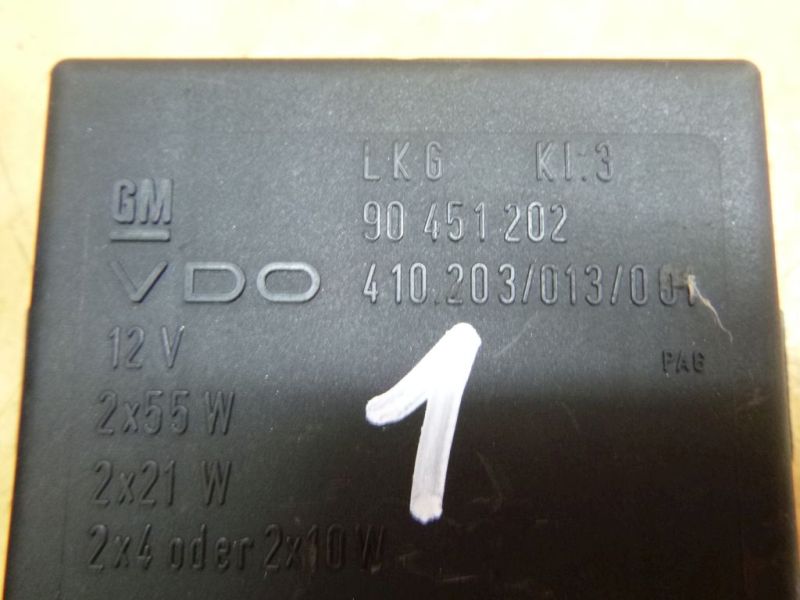 LKG KI.3
GM
90 451 202
VDO 410.203/013/001
12 V
PA6
2x55 W
1
2x21 W
2x4 oder 2x10 W